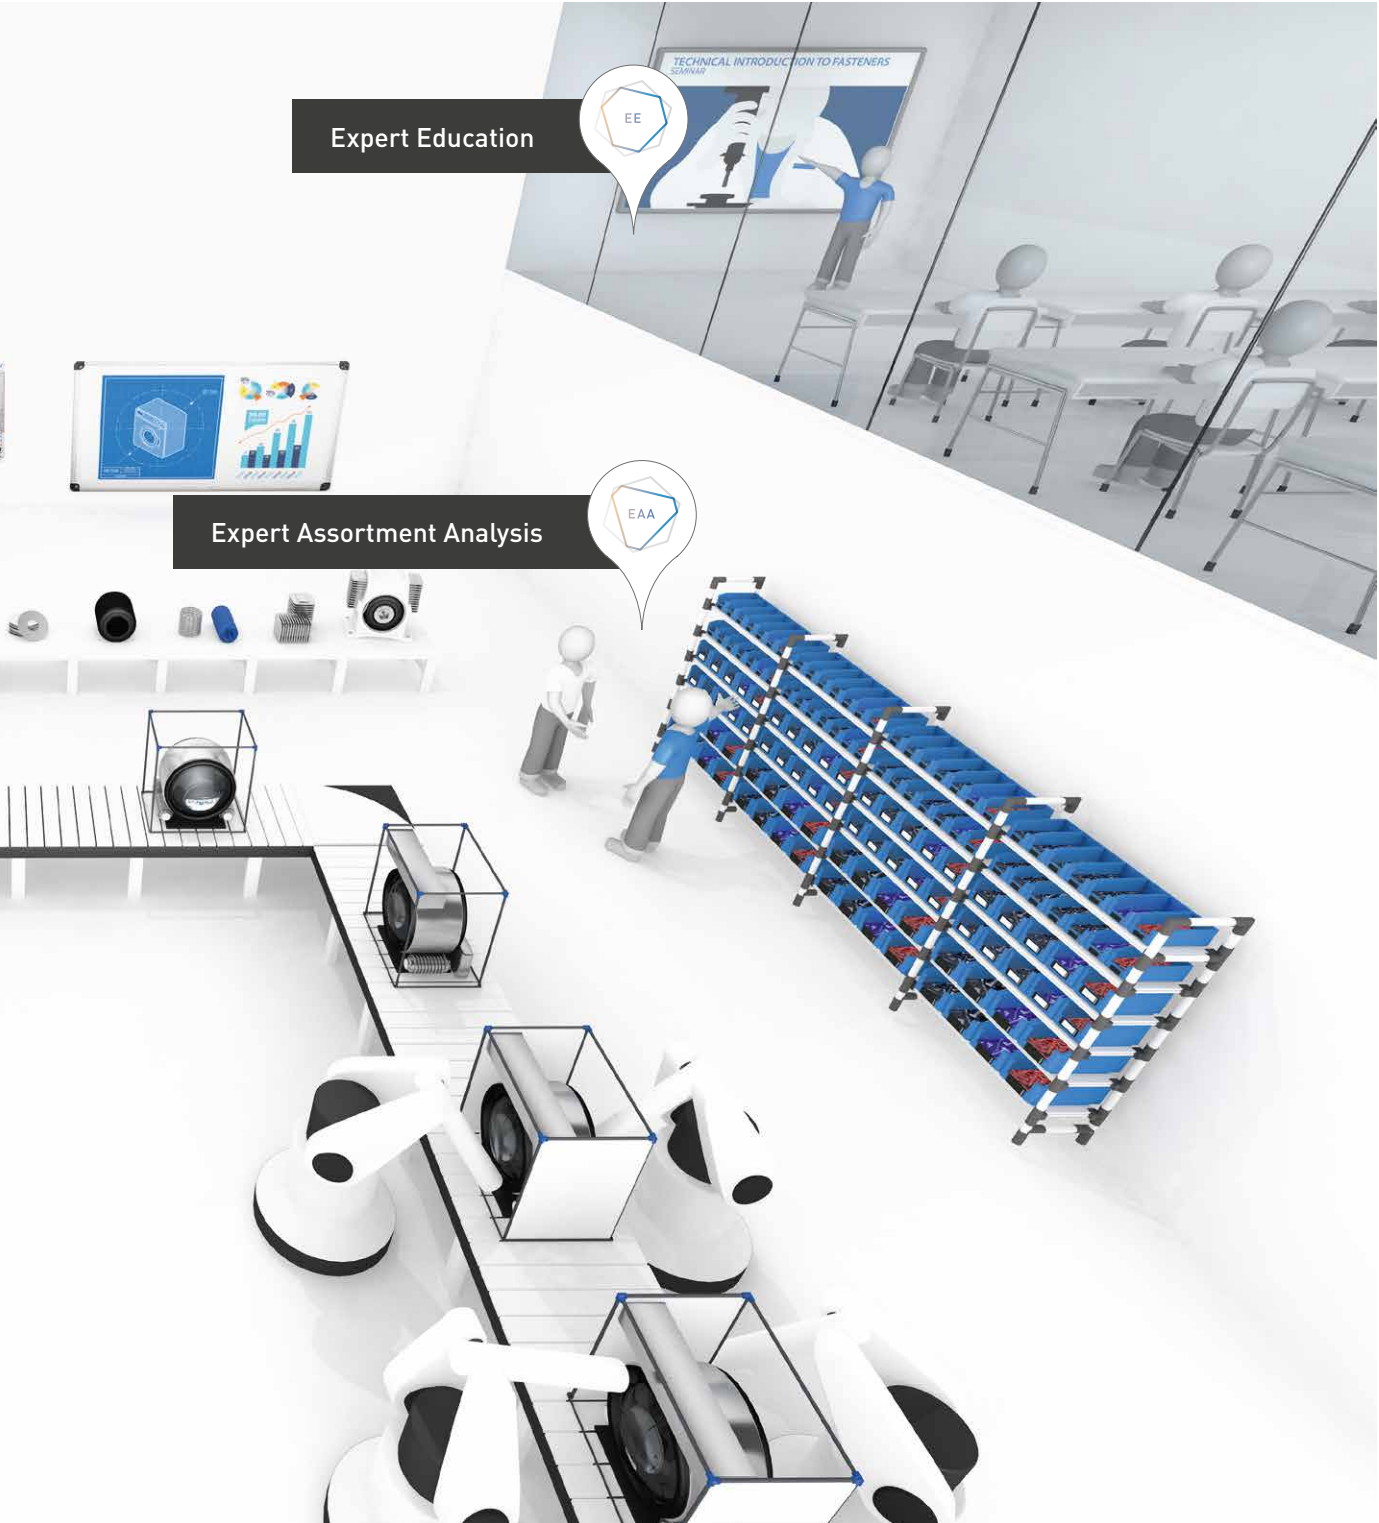 TECHNICAL INTRODUCTION TO FASTENERS
SEMINAR
EE
Expert Education
EAA
Expert Assortment Analysis